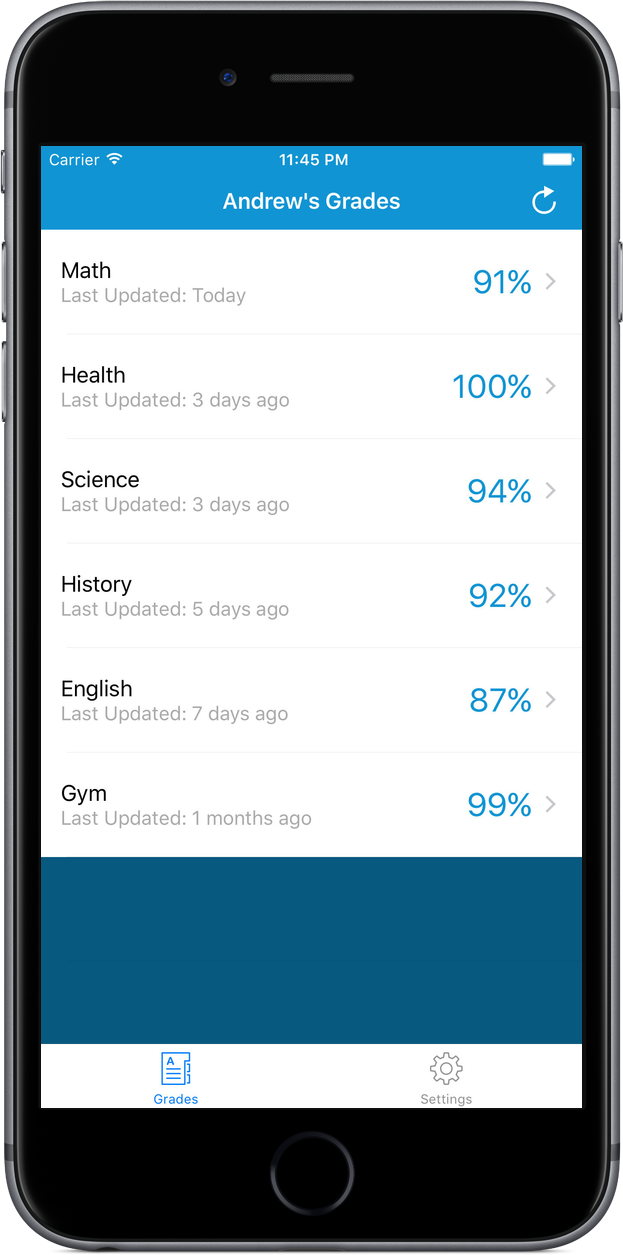 Carrier 11:45 PM
Andrew's Grades
Math
Last Updated: Today
91%
Health
Last Updated: 3 days ago
100%
Science
Last Updated: 3 days ago
94%
History
Last Updated: 5 days ago
92%
English
Last Updated: 7 days ago
87%
Gym
Last Updated: 1 months ago
99%
A
Grades
Settings